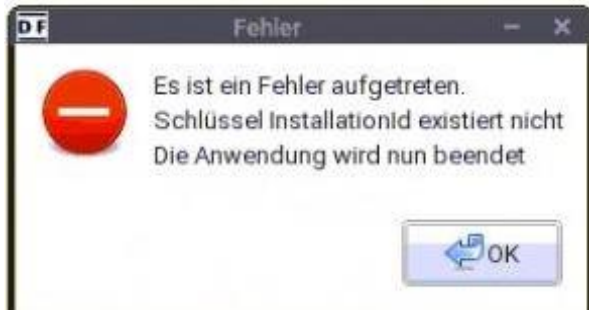 DF
Fehler
Es ist ein Fehler aufgetreten.
Schlüssel InstallationId existiert nicht
Die Anwendung wird nun beendet
OK